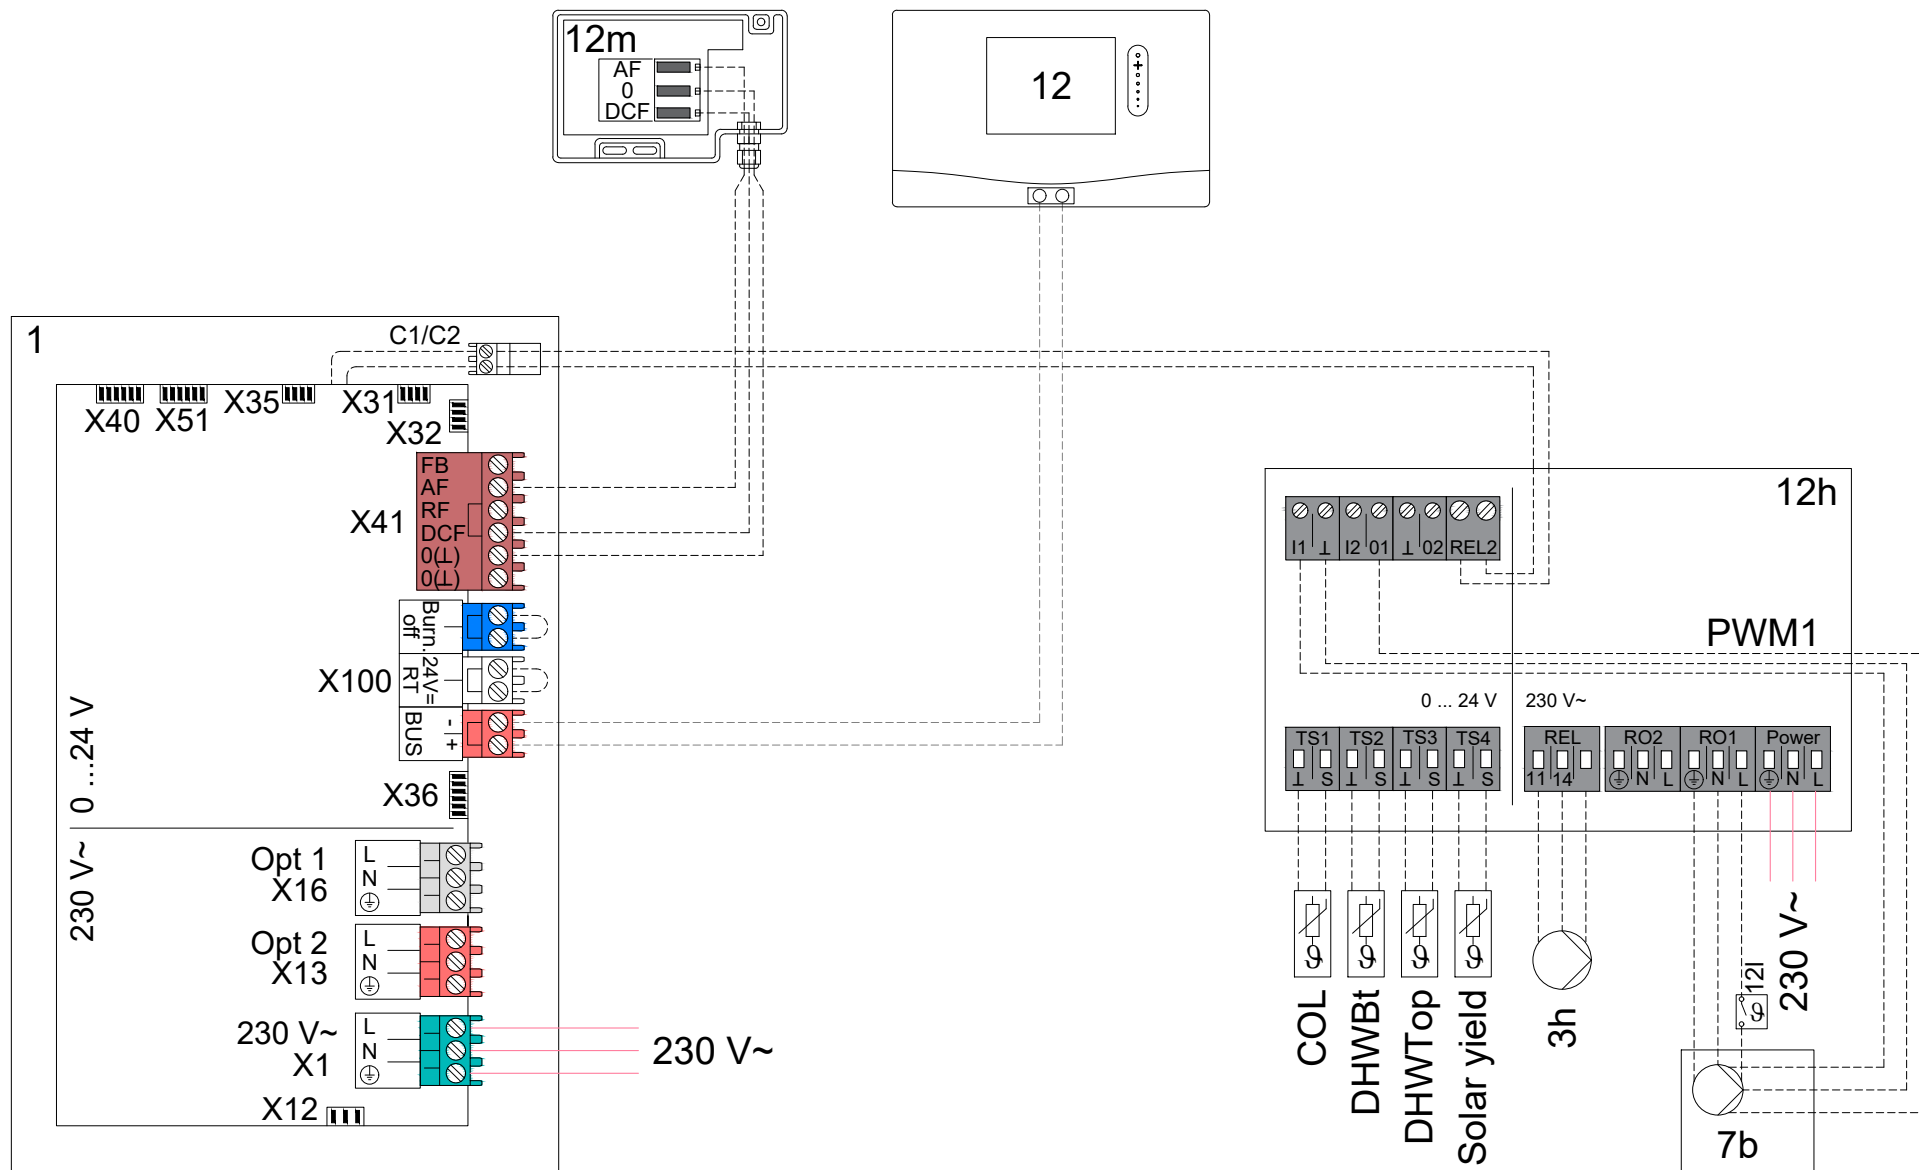 12m
AF
0
DCF
12
1
C1/C2
X40
X51
X35
X31
X32
X41
FB
AF
RF
DCF
0(⊥)
0(⊥)
Burn.
off
X100
24V=
RT
BUS
-
+
X36
0 ...24 V
230 V~
Opt 1
X16
L
N
Opt 2
X13
L
N
230 V~
X1
L
N
230 V~
X12
12h
I1 ⊥ I2 01 ⊥ 02 REL2
PWM1
0 ... 24 V
230 V~
TS1 TS2 TS3 TS4
⊥ S ⊥ S ⊥ S ⊥ S
REL RO2 RO1 Power
11 14 N L N L N L
ϑ ϑ ϑ ϑ
COL
DHWBt
DHWTop
Solar yield
3h
12l
ϑ
230 V~
7b